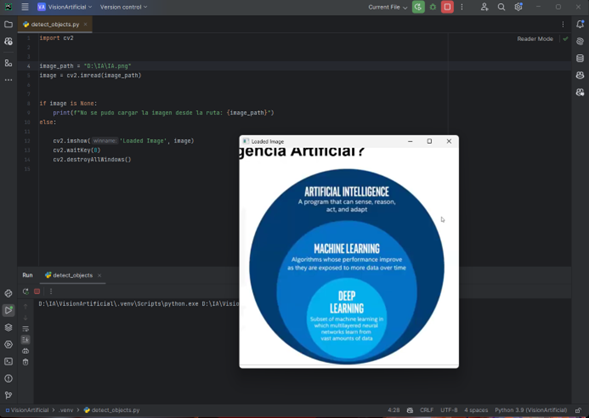 VisionArtificial
Version control
Current File
detect_objects.py
Reader Mode
1 import cv2
4 image_path = "D:\IA\IA.png"
5 image = cv2.imread(image_path)
if image is None:
print(f"No se pudo cargar la imagen desde la ruta: {image_path}")
else:
cv2.imshow( winname: 'Loaded Image', image)
cv2.waitKey(0)
cv2.destroyAllWindows()
Loaded Image
gencia Artificial?
ARTIFICIAL INTELLIGENCE
A program that can sense, reason,
act, and adapt
MACHINE LEARNING
Algorithms whose performance improve
as they are exposed to more data over time
DEEP
LEARNING
Subset of machine learning in
which multilayered neural
networks learn from
vast amounts of data
Run
detect_objects
D:\IA\VisionArtificial\.venv\Scripts\python.exe D:\IA\Visio
VisionArtificial
.venv
detect_objects.py
4:26
CRLF
UTF-8
4 spaces
Python 3.9 (VisionArtificial)